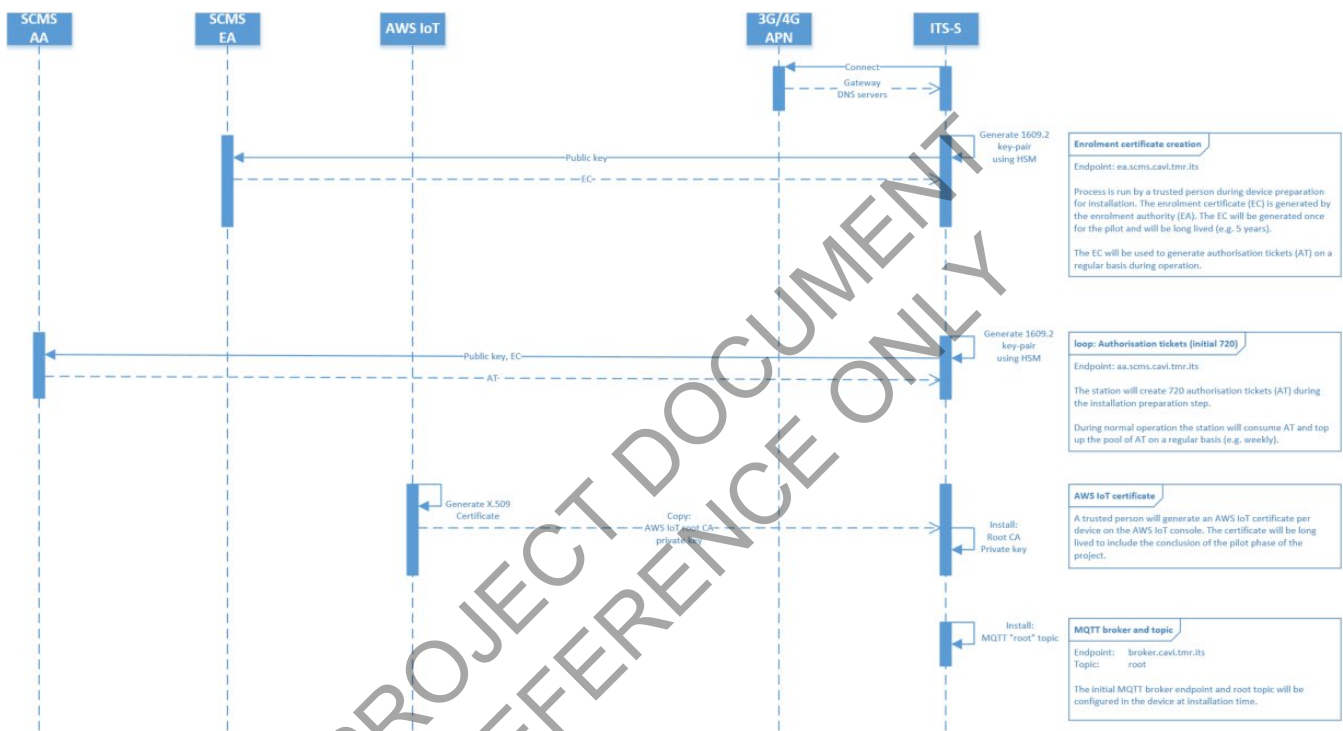 SCMS
AA
SCMS
EA
AWS IoT
3G/4G
APN
ITS-S
Connect
Gateway
DNS servers
Generate 1609.2
key-pair
using HSM
Public key
EC
Enrolment certificate creation
Endpoint: ea.scms.cavi.tmr.its
Process is run by a trusted person during device preparation
for installation. The enrolment certificate (EC) is generated by
the enrolment authority (EA). The EC will be generated once
for the pilot and will be long lived (e.g. 5 years).
The EC will be used to generate authorisation tickets (AT) on a
regular basis during operation.
Generate 1609.2
key-pair
using HSM
Public key, EC
AT
loop: Authorisation tickets (initial 720)
Endpoint: aa.scms.cavi.tmr.its
The station will create 720 authorisation tickets (AT) during
the installation preparation step.
During normal operation the station will consume AT and top
up the pool of AT on a regular basis (e.g. weekly).
Generate X.509
Certificate
Copy:
AWS IoT root CA
private key
Install:
Root CA
Private key
AWS IoT certificate
A trusted person will generate an AWS IoT certificate per
device on the AWS IoT console. The certificate will be long
lived to include the conclusion of the pilot phase of the
project.
Install:
MQTT "root" topic
MQTT broker and topic
Endpoint: broker.cavi.tmr.its
Topic: root
The initial MQTT broker endpoint and root topic will be
configured in the device at installation time.
PROJECT DOCUMENT
REFERENCE ONLY